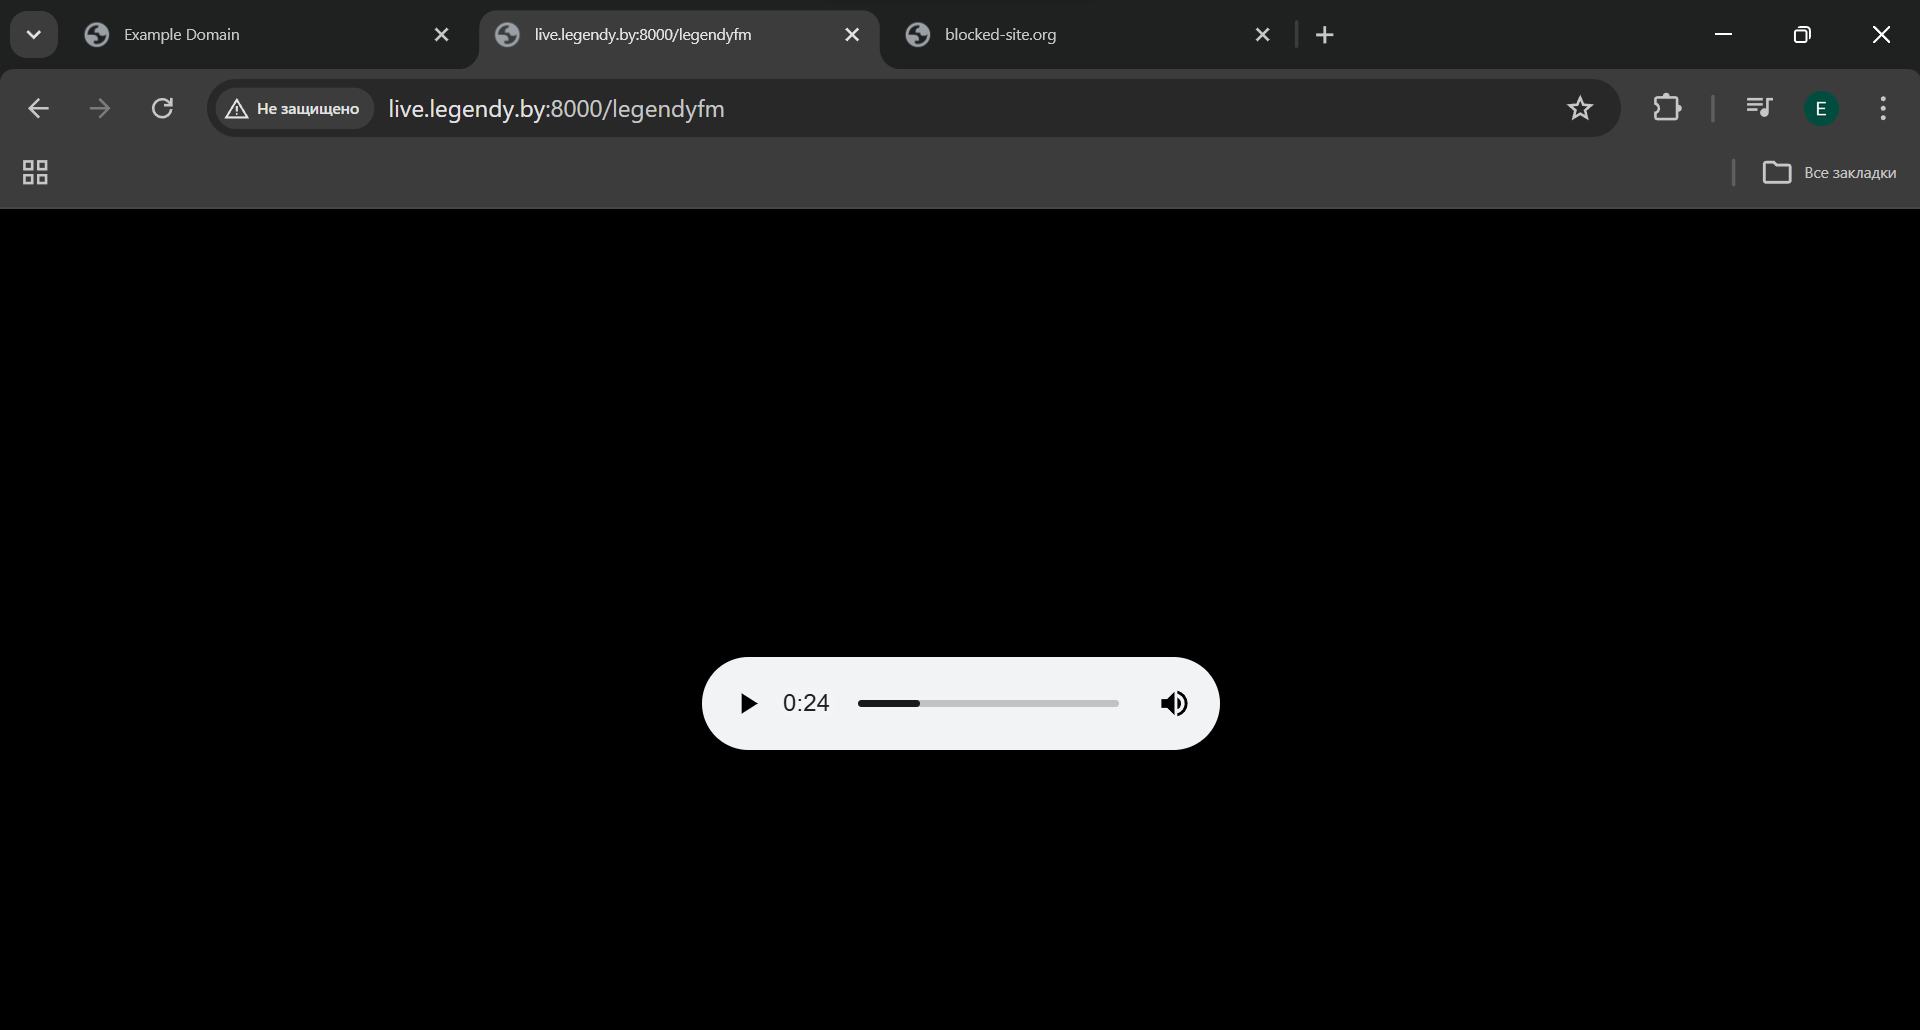 Example Domain
live.legendy.by:8000/legendyfm
blocked-site.org
Не защищено
live.legendy.by:8000/legendyfm
E
Все закладки
0:24